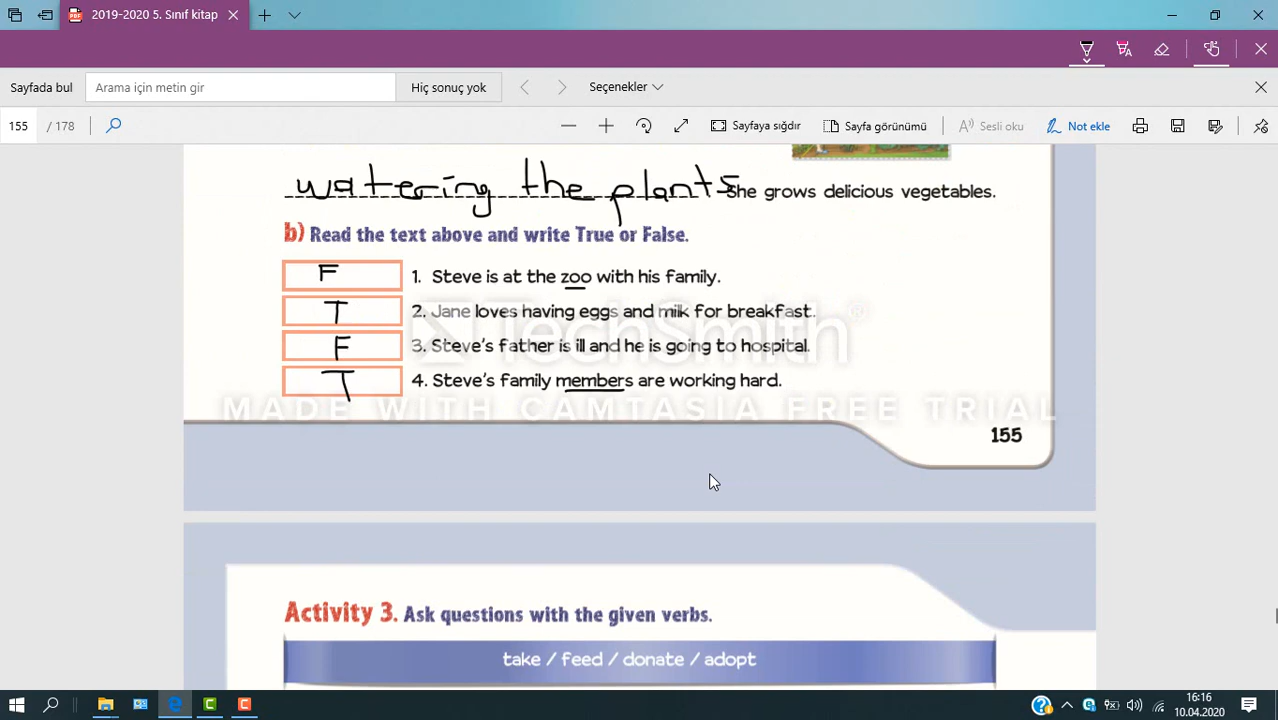 2019-2020 5. Sınıf kitap
Sayfada bul Arama için metin gir Hiç sonuç yok Seçenekler
155 / 178 Sayfaya sığdır Sayfa görünümü Sesli oku Not ekle
watering the plants She grows delicious vegetables.
b) Read the text above and write True or False.
F 1. Steve is at the zoo with his family.
T 2. Jane loves having eggs and milk for breakfast.
F 3. Steve's father is ill and he is going to hospital.
T 4. Steve's family members are working hard.
TechSmith®
MADE WITH CAMTASIA FREE TRIAL
155
Activity 3. Ask questions with the given verbs.
take / feed / donate / adopt
16:16
10.04.2020